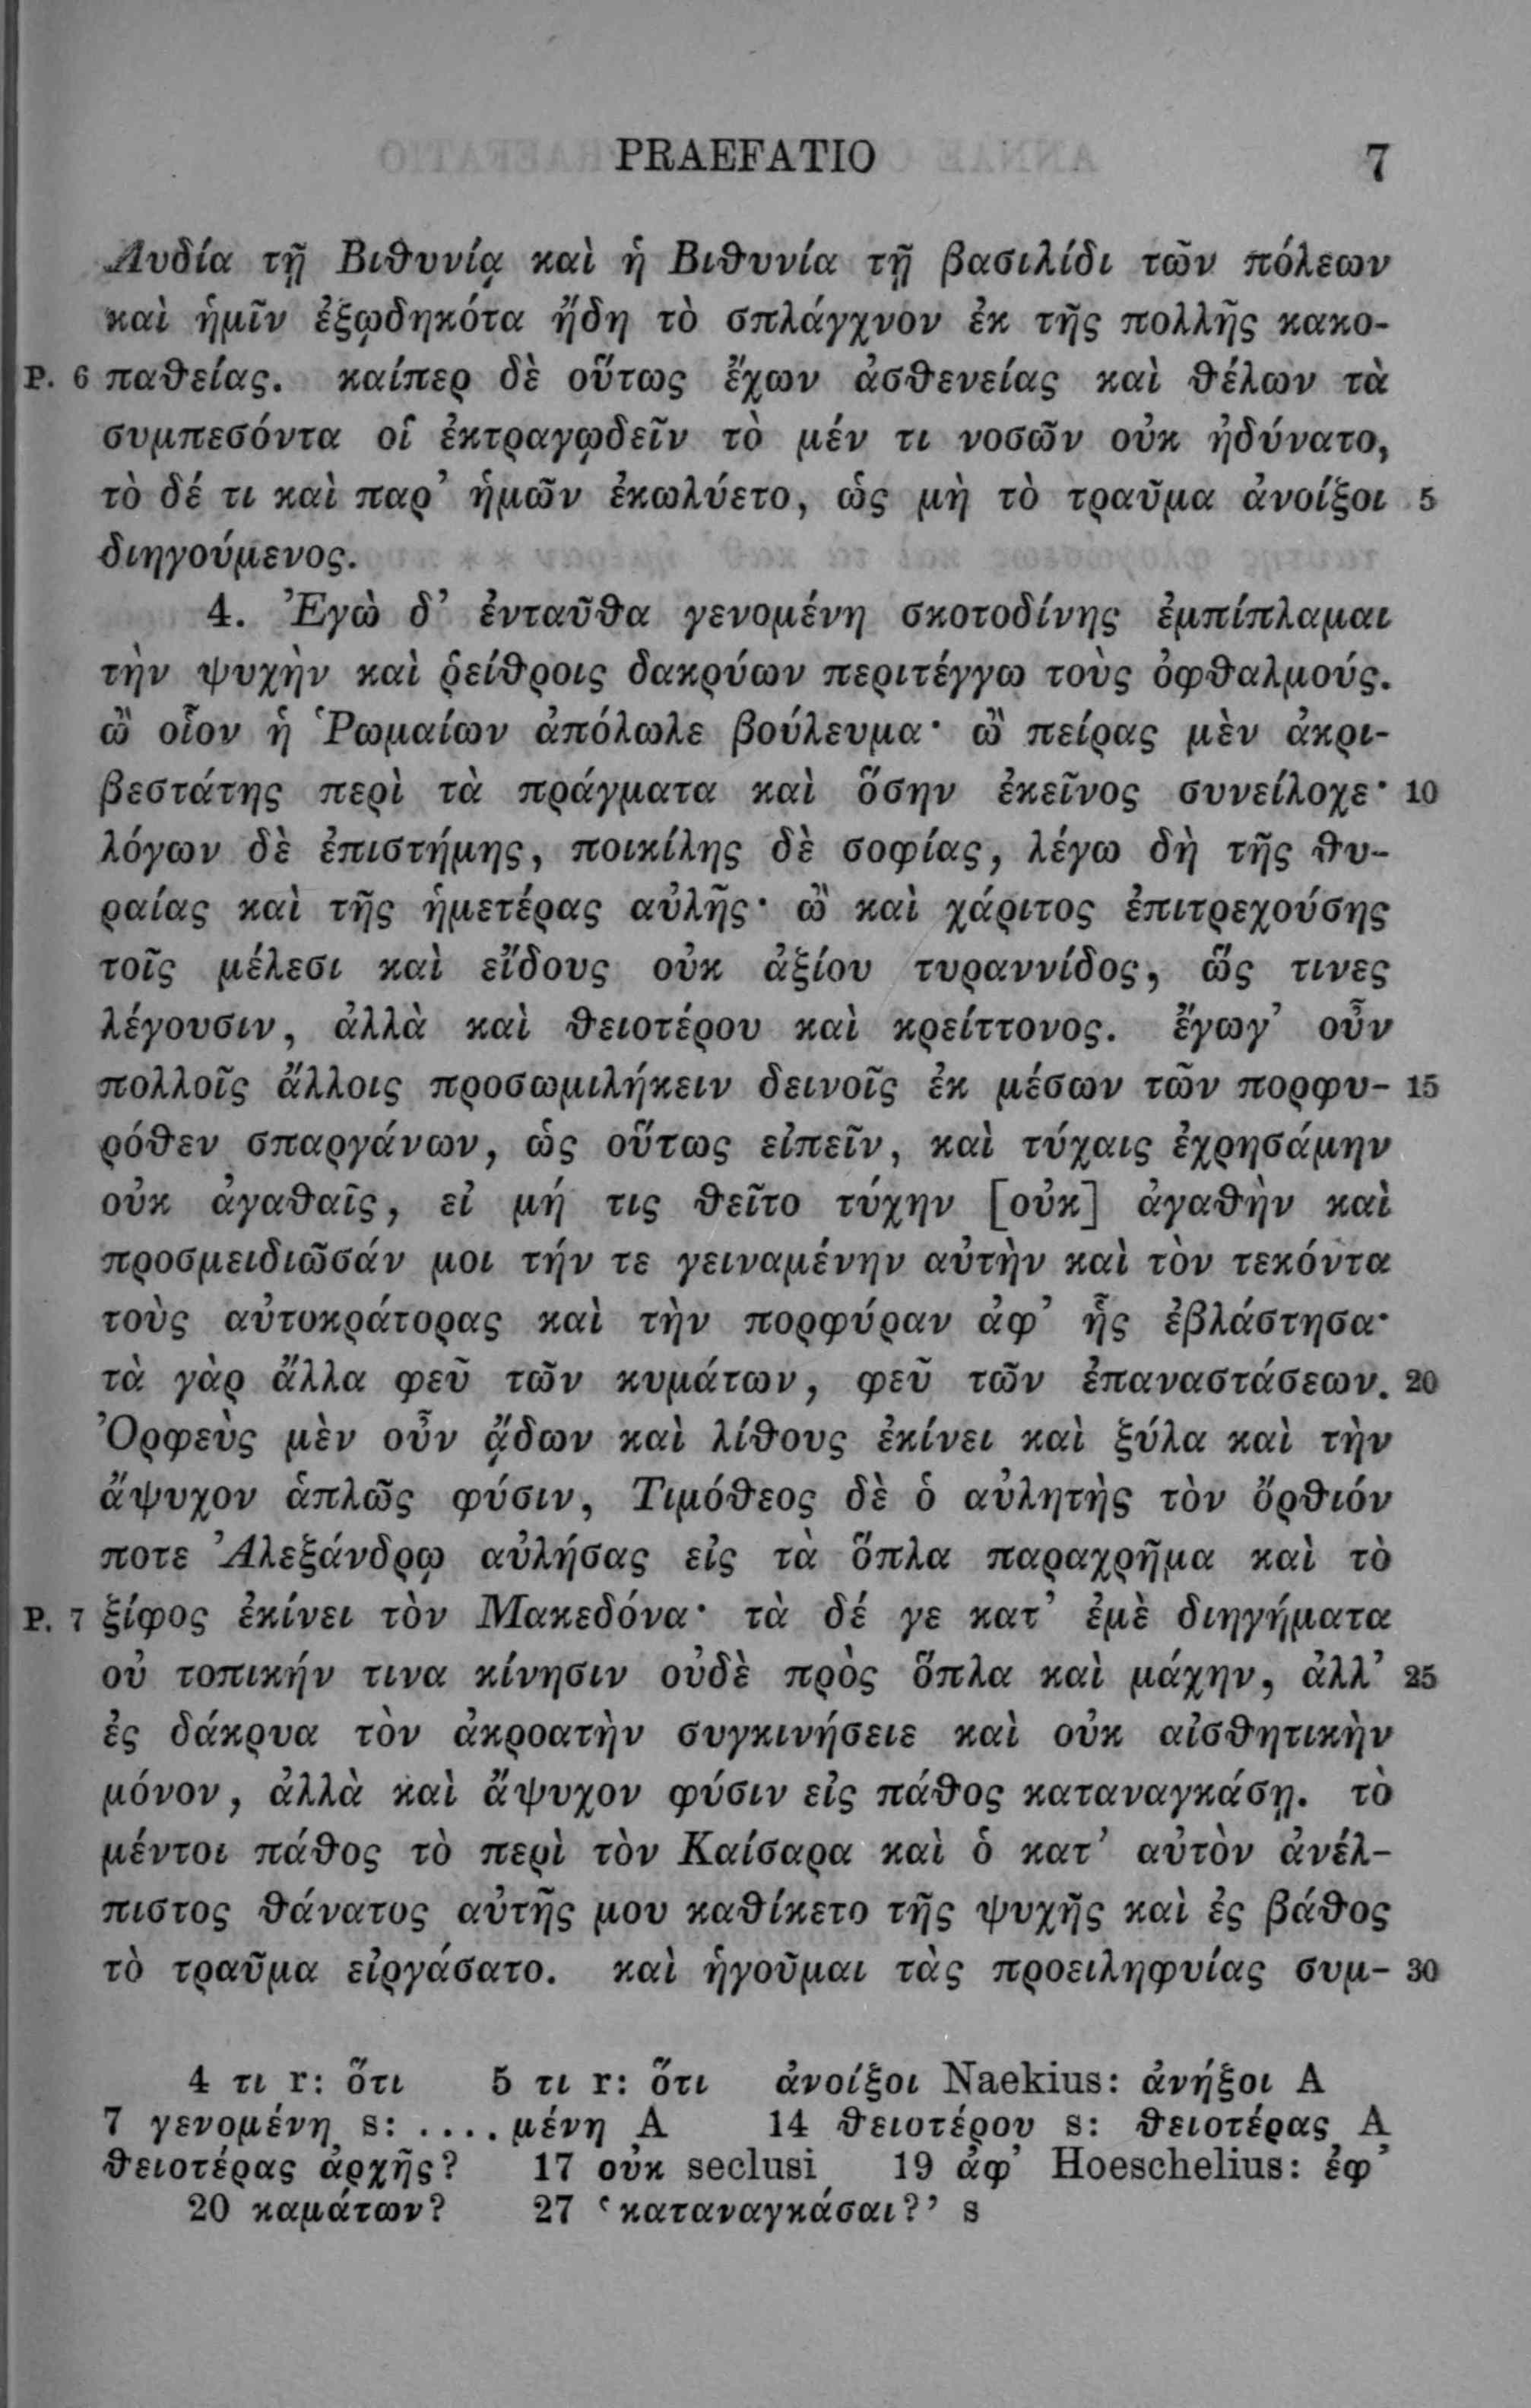 PRAEFATIO 7
Λυδία τῇ Βιθυνίᾳ καὶ ἡ Βιθυνία τῇ βασιλίδι τῶν πόλεων
καὶ ἡμῖν ἐξῳδηκότα ἤδη τὸ σπλάγχνον ἐκ τῆς πολλῆς κακο-
P. 6 παθείας. καίπερ δὲ οὕτως ἔχων ἀσθενείας καὶ θέλων τὰ
συμπεσόντα οἷ ἐκτραγῳδεῖν τὸ μέν τι νοσῶν οὐκ ἠδύνατο,
τὸ δέ τι καὶ παρ’ ἡμῶν ἐκωλύετο, ὡς μὴ τὸ τραῦμα ἀνοίξοι 5
διηγούμενος.
4. Ἐγὼ δ’ ἐνταῦθα γενομένη σκοτοδίνης ἐμπίπλαμαι
τὴν ψυχὴν καὶ ῥείθροις δακρύων περιτέγγω τοὺς ὀφθαλμούς.
ὢ οἷον ἡ Ῥωμαίων ἀπόλωλε βούλευμα· ὢ πείρας μὲν ἀκρι-
βεστάτης περὶ τὰ πράγματα καὶ ὅσην ἐκεῖνος συνείλοχε· 10
λόγων δὲ ἐπιστήμης, ποικίλης δὲ σοφίας, λέγω δὴ τῆς θυ-
ραίας καὶ τῆς ἡμετέρας αὐλῆς· ὢ καὶ χάριτος ἐπιτρεχούσης
τοῖς μέλεσι καὶ εἴδους οὐκ ἀξίου τυραννίδος, ὥς τινες
λέγουσιν, ἀλλὰ καὶ θειοτέρου καὶ κρείττονος. ἔγωγ’ οὖν
πολλοῖς ἄλλοις προσωμιλήκειν δεινοῖς ἐκ μέσων τῶν πορφυ- 15
ρόθεν σπαργάνων, ὡς οὕτως εἰπεῖν, καὶ τύχαις ἐχρησάμην
οὐκ ἀγαθαῖς, εἰ μή τις θεῖτο τύχην [οὐκ] ἀγαθὴν καὶ
προσμειδιῶσάν μοι τήν τε γειναμένην αὐτὴν καὶ τὸν τεκόντα
τοὺς αὐτοκράτορας καὶ τὴν πορφύραν ἀφ’ ἧς ἐβλάστησα·
τὰ γὰρ ἄλλα φεῦ τῶν κυμάτων, φεῦ τῶν ἐπαναστάσεων. 20
Ὀρφεὺς μὲν οὖν ᾄδων καὶ λίθους ἐκίνει καὶ ξύλα καὶ τὴν
ἄψυχον ἁπλῶς φύσιν, Τιμόθεος δὲ ὁ αὐλητὴς τὸν ὄρθιόν
ποτε Ἀλεξάνδρῳ αὐλήσας εἰς τὰ ὅπλα παραχρῆμα καὶ τὸ
P. 7 ξίφος ἐκίνει τὸν Μακεδόνα· τὰ δέ γε κατ’ ἐμὲ διηγήματα
οὐ τοπικήν τινα κίνησιν οὐδὲ πρὸς ὅπλα καὶ μάχην, ἀλλ’ 25
ἐς δάκρυα τὸν ἀκροατὴν συγκινήσειε καὶ οὐκ αἰσθητικὴν
μόνον, ἀλλὰ καὶ ἄψυχον φύσιν εἰς πάθος καταναγκάσῃ. τὸ
μέντοι πάθος τὸ περὶ τὸν Καίσαρα καὶ ὁ κατ’ αὐτὸν ἀνέλ-
πιστος θάνατος αὐτῆς μου καθίκετο τῆς ψυχῆς καὶ ἐς βάθος
τὸ τραῦμα εἰργάσατο. καὶ ἡγοῦμαι τὰς προειληφυίας συμ- 30
4 τι r: ὅτι 5 τι r: ὅτι ἀνοίξοι Naekius: ἀνήξοι A
7 γενομένη s: ....μένη A 14 θειοτέρου s: θειοτέρας A
θειοτέρας ἀρχῆς? 17 οὐκ seclusi 19 ἀφ’ Hoeschelius: ἐφ’
20 καμάτων? 27 ‘καταναγκάσαι?’ s